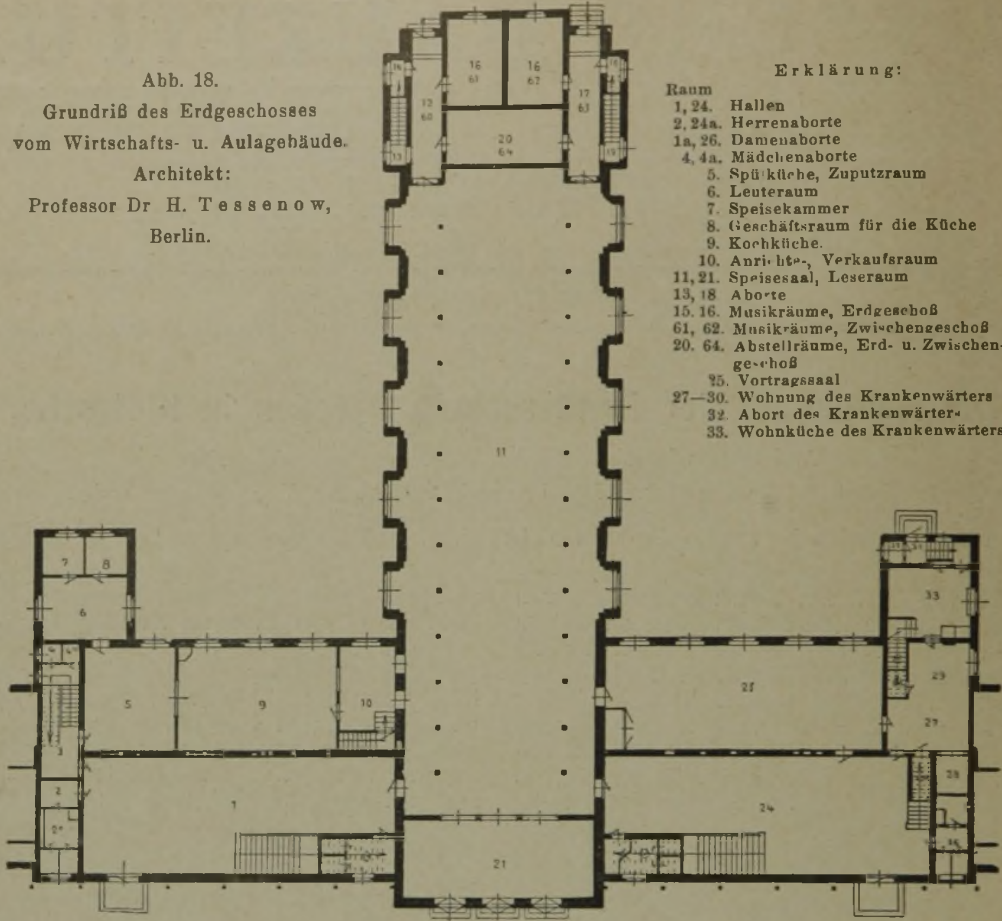 Abb. 18.
Grundriß des Erdgeschosses
vom Wirtschafts- u. Aulagebäude.
Architekt:
Professor Dr H. Tessenow,
Berlin.
Erklärung:
Raum
1, 24. Hallen
2, 24a. Herrenaborte
1a, 26. Damenaborte
4, 4a. Mädchenaborte
5. Spülküche, Zuputzraum
6. Leuteraum
7. Speisekammer
8. Geschäftsraum für die Küche
9. Kochküche.
10. Anrichte-, Verkaufsraum
11, 21. Speisesaal, Leseraum
13, 18 Aborte
15. 16. Musikräume, Erdgeschoß
61, 62. Musikräume, Zwischengeschoß
20. 64. Abstellräume, Erd- u. Zwischen-
geschoß
25. Vortragssaal
27—30. Wohnung des Krankenwärters
32. Abort des Krankenwärters
33. Wohnküche des Krankenwärters
16 16
61 62
12 17
60 63
20
64
11
7 8
6
33
5 9 10
25
29
27
3
2
1
24
28
21